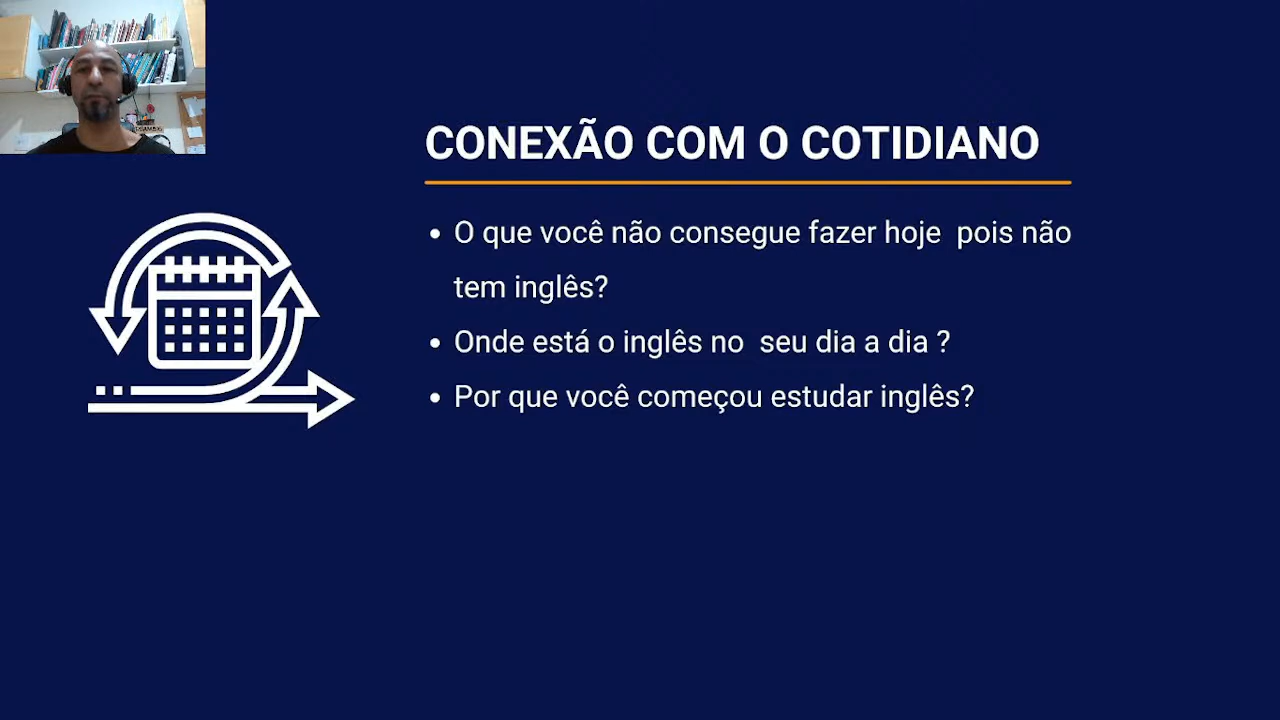 CONEXÃO COM O COTIDIANO
• O que você não consegue fazer hoje  pois não
tem inglês?
• Onde está o inglês no  seu dia a dia ?
• Por que você começou estudar inglês?